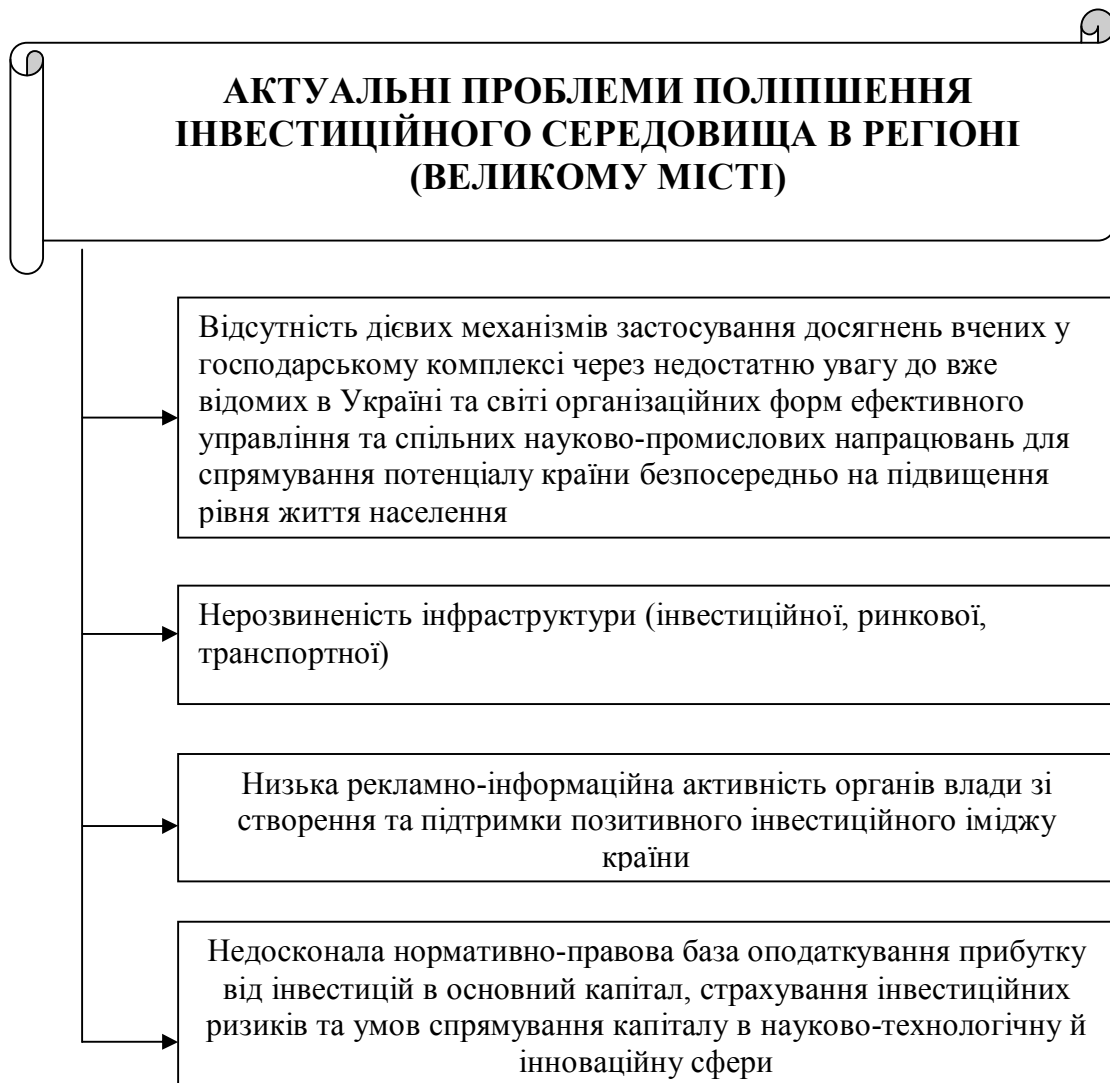 АКТУАЛЬНІ ПРОБЛЕМИ ПОЛІПШЕННЯ
ІНВЕСТИЦІЙНОГО СЕРЕДОВИЩА В РЕГІОНІ
(ВЕЛИКОМУ МІСТІ)
Відсутність дієвих механізмів застосування досягнень вчених у
господарському комплексі через недостатню увагу до вже
відомих в Україні та світі організаційних форм ефективного
управління та спільних науково-промислових напрацювань для
спрямування потенціалу країни безпосередньо на підвищення
рівня життя населення
Нерозвиненість інфраструктури (інвестиційної, ринкової,
транспортної)
Низька рекламно-інформаційна активність органів влади зі
створення та підтримки позитивного інвестиційного іміджу
країни
Недосконала нормативно-правова база оподаткування прибутку
від інвестицій в основний капітал, страхування інвестиційних
ризиків та умов спрямування капіталу в науково-технологічну й
інноваційну сфери